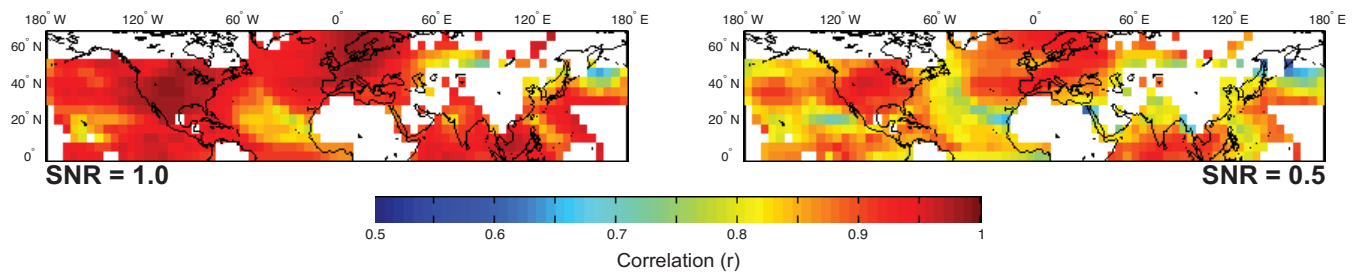 180° W 120° W 60° W 0° 60° E 120° E 180° E 180° W 120° W 60° W 0° 60° E 120° E 180° E
60° N 60° N
40° N 40° N
20° N 20° N
0° 0°
SNR = 1.0 SNR = 0.5
0.5 0.6 0.7 0.8 0.9 1
Correlation (r)